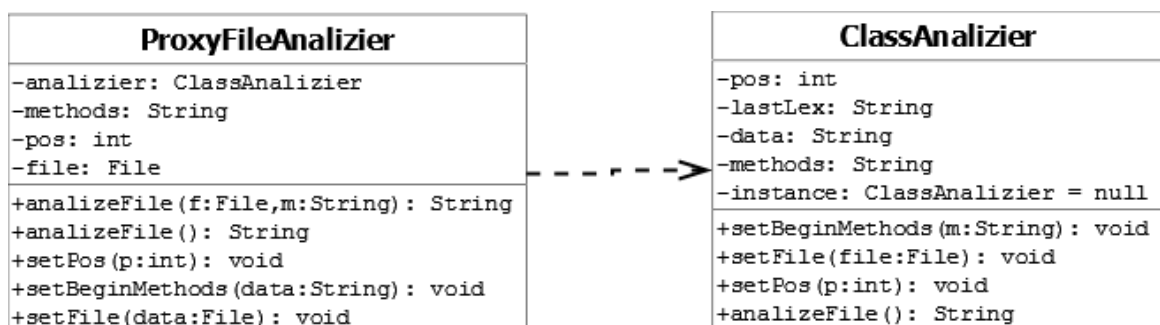 ProxyFileAnalizier
-analizier: ClassAnalizier
-methods: String
-pos: int
-file: File
+analizeFile(f:File,m:String): String
+analizeFile(): String
+setPos(p:int): void
+setBeginMethods(data:String): void
+setFile(data:File): void
ClassAnalizier
-pos: int
-lastLex: String
-data: String
-methods: String
-instance: ClassAnalizier = null
+setBeginMethods(m:String): void
+setFile(file:File): void
+setPos(p:int): void
+analizeFile(): String